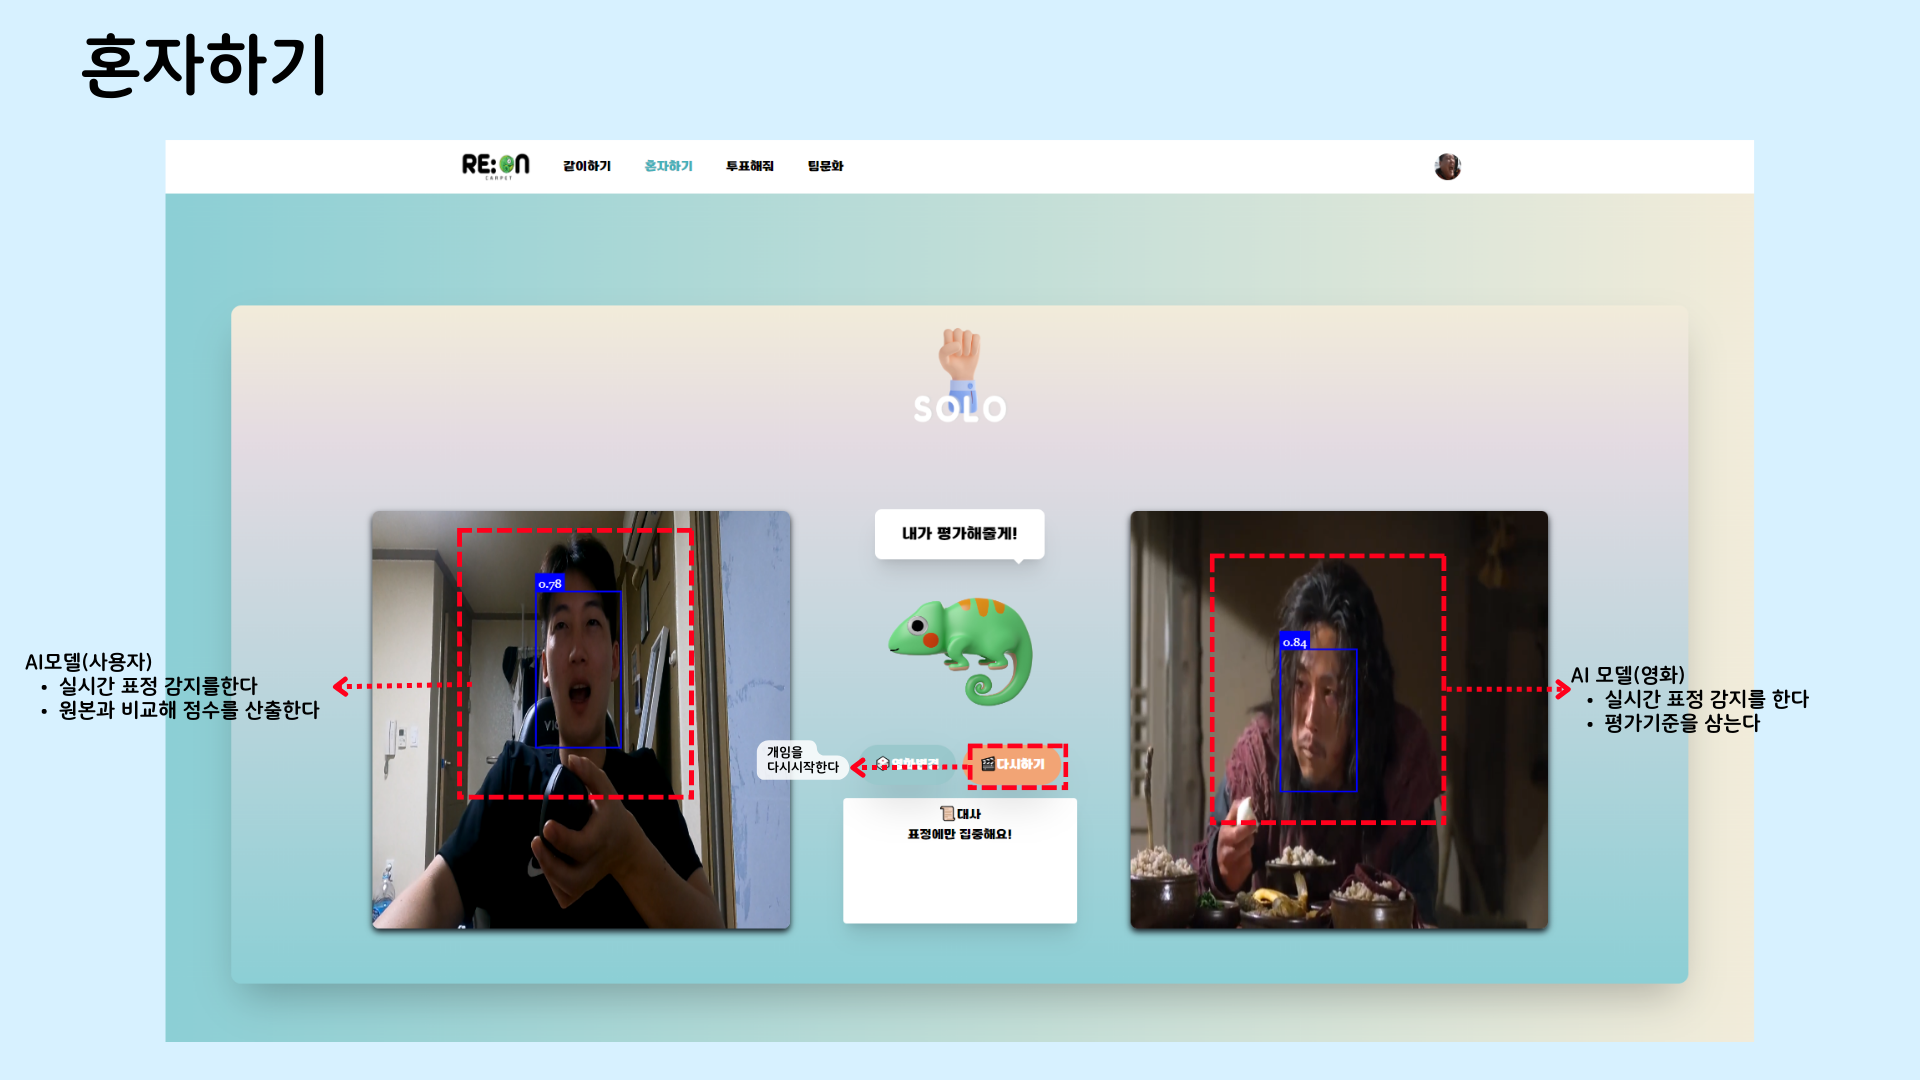 혼자하기
RE:ON
CARPET
같이하기
혼자하기
투표해줘
팀문화
SOLO
내가 평가해줄게!
0.78
0.84
AI모델(사용자)
• 실시간 표정 감지를한다
• 원본과 비교해 점수를 산출한다
AI 모델(영화)
• 실시간 표정 감지를 한다
• 평가기준을 삼는다
개임을
다시시작한다
다시하기
대사
표정에만 집중해요!